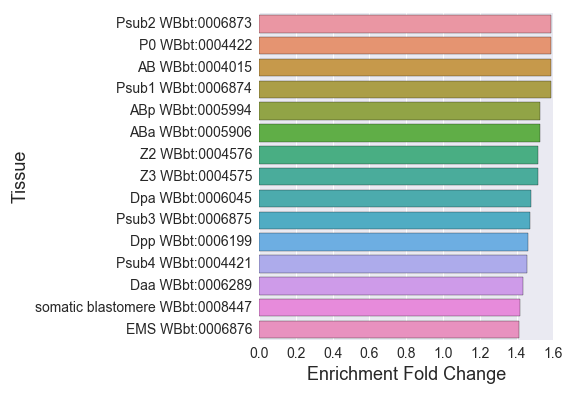 Psub2 WBbt:0006873
P0 WBbt:0004422
AB WBbt:0004015
Psub1 WBbt:0006874
ABp WBbt:0005994
ABa WBbt:0005906
Z2 WBbt:0004576
Z3 WBbt:0004575
Dpa WBbt:0006045
Psub3 WBbt:0006875
Dpp WBbt:0006199
Psub4 WBbt:0004421
Daa WBbt:0006289
somatic blastomere WBbt:0008447
EMS WBbt:0006876
Tissue
0.0 0.2 0.4 0.6 0.8 1.0 1.2 1.4 1.6
Enrichment Fold Change